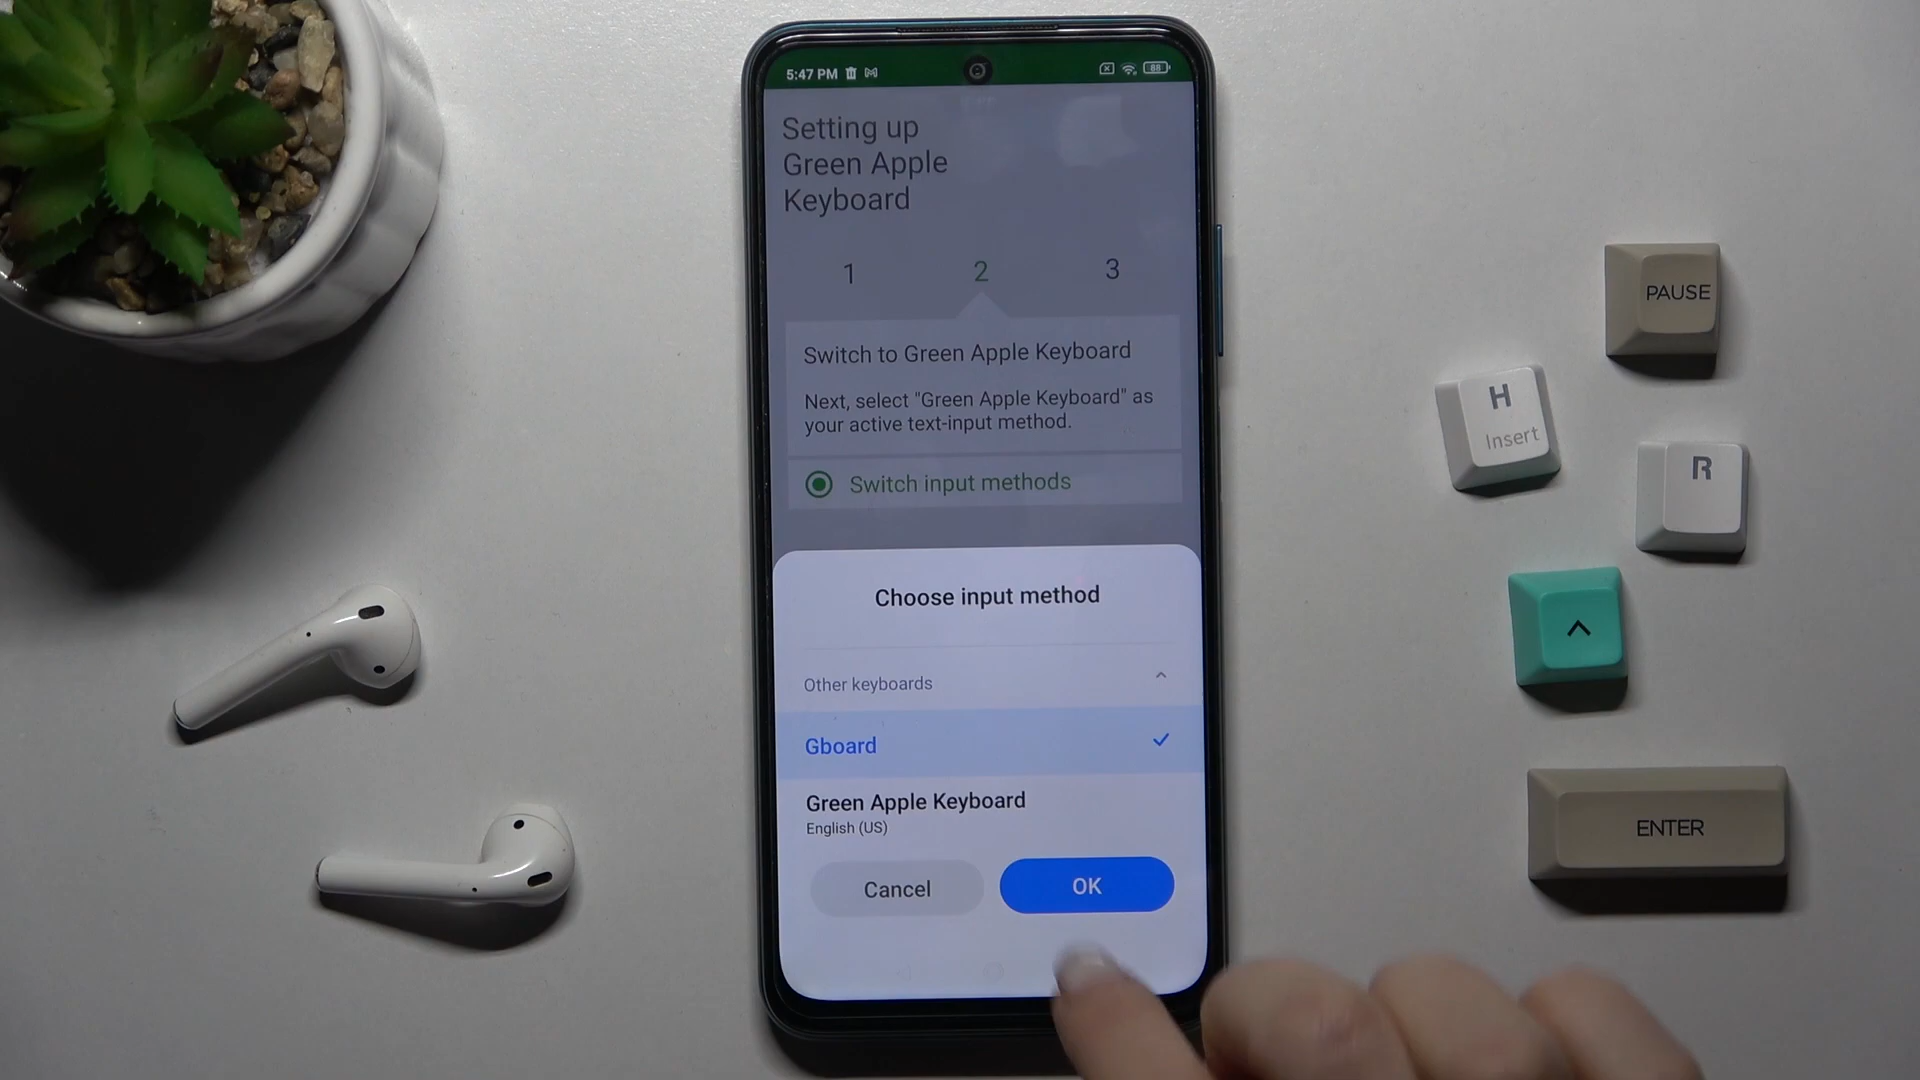 5:47 PM
88
Setting up
Green Apple
Keyboard
1 2 3
Switch to Green Apple Keyboard
Next, select "Green Apple Keyboard" as
your active text-input method.
Switch input methods
Choose input method
Other keyboards
Gboard
Green Apple Keyboard
English (US)
Cancel OK
PAUSE
H
Insert
R
ENTER